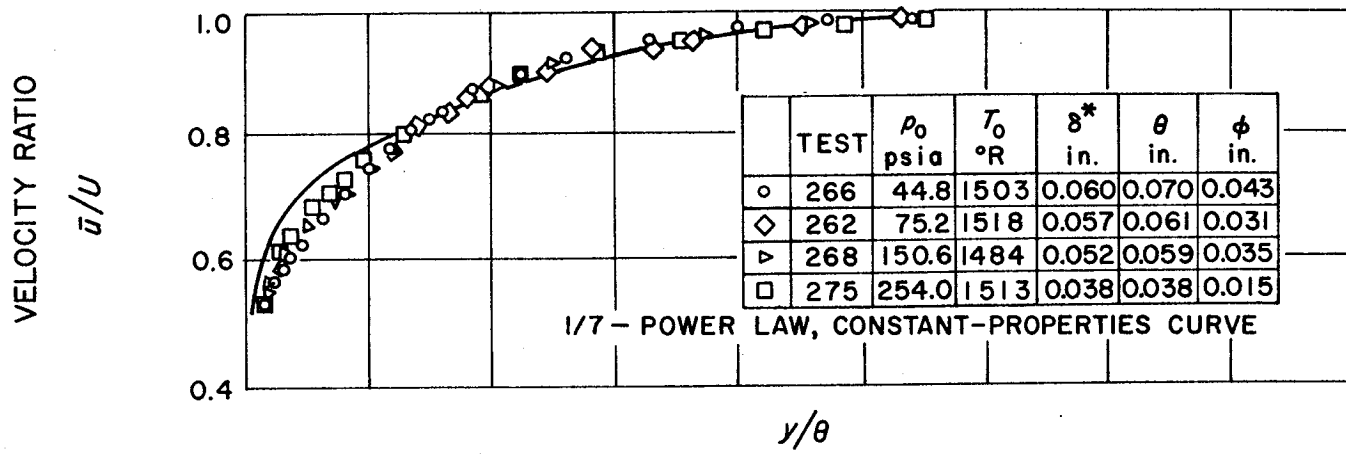 VELOCITY RATIO
ū/U
1.0
0.8
0.6
0.4
TEST p₀ psia T₀ °R δ* in. θ in. ϕ in.
○ 266 44.8 1503 0.060 0.070 0.043
◇ 262 75.2 1518 0.057 0.061 0.031
▷ 268 150.6 1484 0.052 0.059 0.035
□ 275 254.0 1513 0.038 0.038 0.015
1/7 – POWER LAW, CONSTANT-PROPERTIES CURVE
y/θ